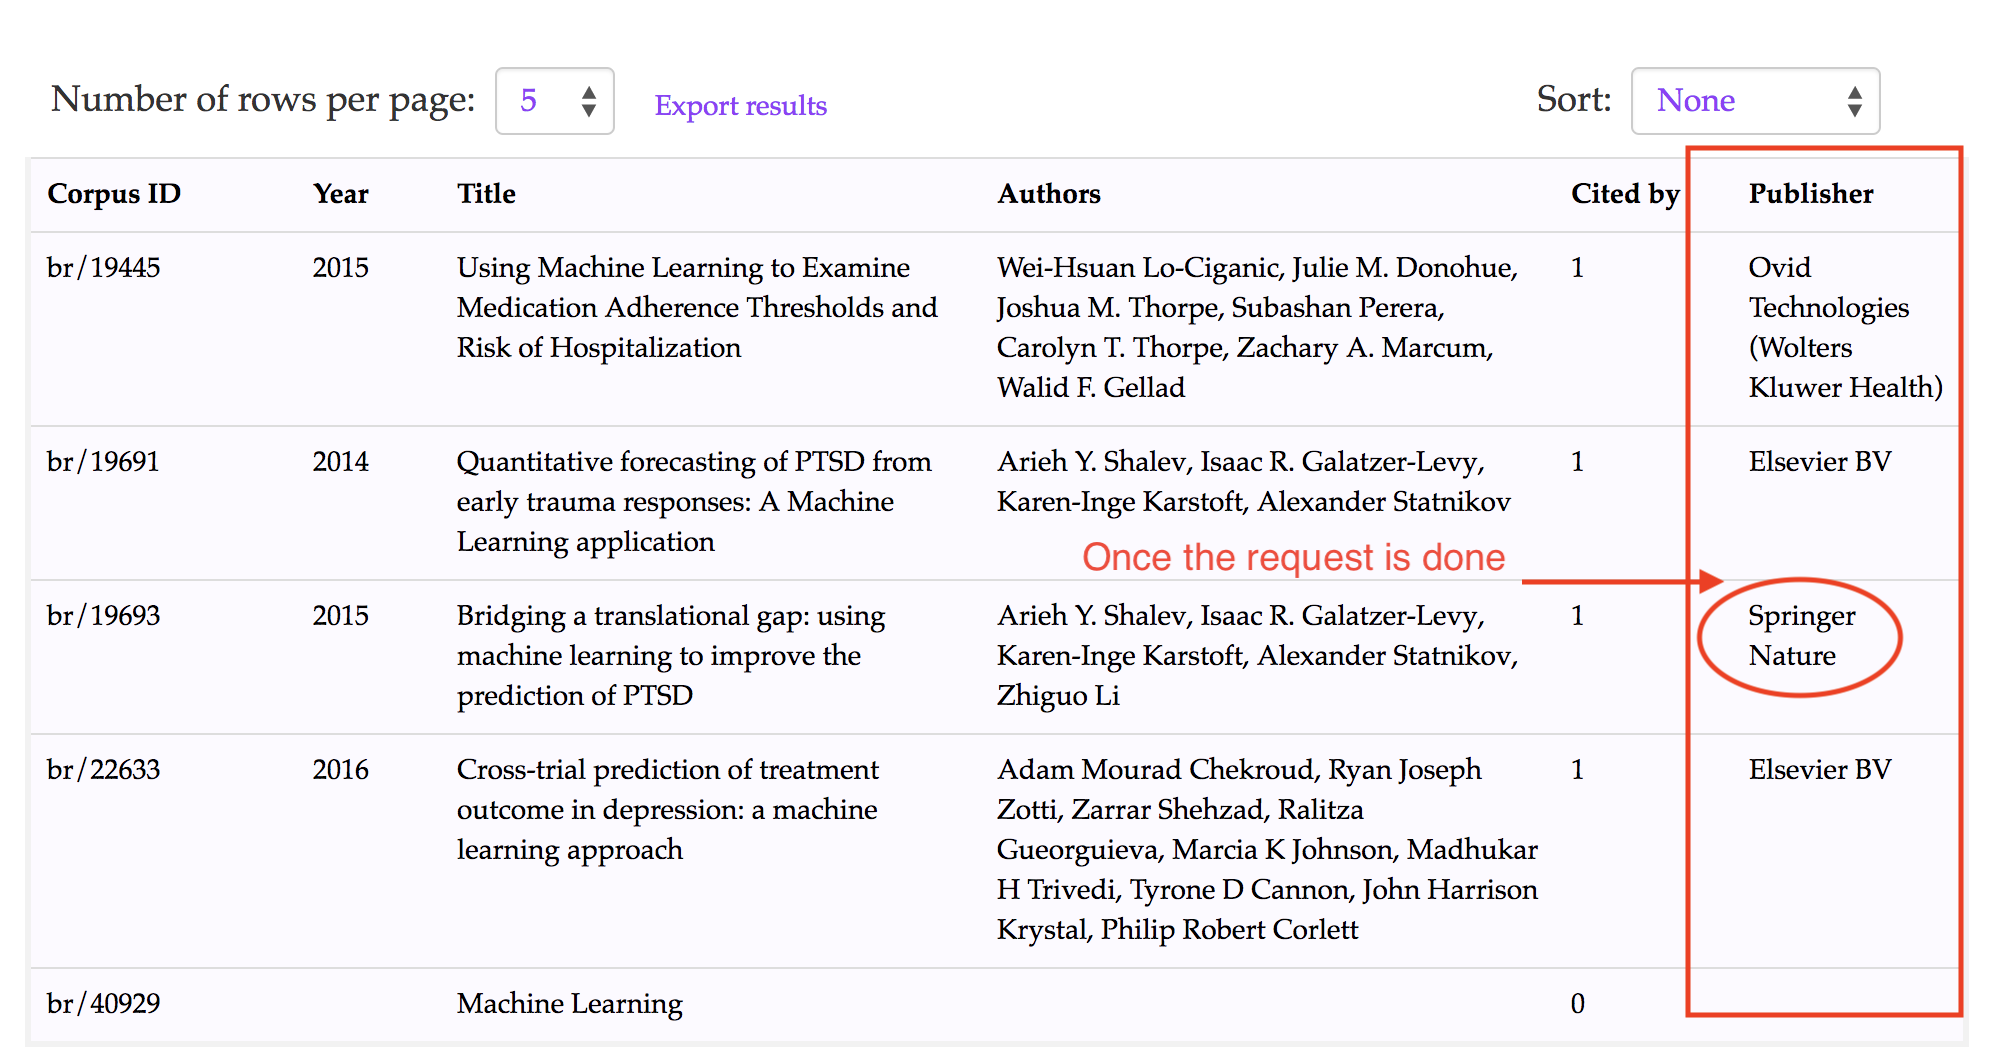 Number of rows per page: 5 Export results Sort: None
Corpus ID Year Title Authors Cited by Publisher
br/19445 2015 Using Machine Learning to Examine Wei-Hsuan Lo-Ciganic, Julie M. Donohue, 1 Ovid
Medication Adherence Thresholds and Joshua M. Thorpe, Subashan Perera, Technologies
Risk of Hospitalization Carolyn T. Thorpe, Zachary A. Marcum, (Wolters
Walid F. Gellad Kluwer Health)
br/19691 2014 Quantitative forecasting of PTSD from Arieh Y. Shalev, Isaac R. Galatzer-Levy, 1 Elsevier BV
early trauma responses: A Machine Karen-Inge Karstoft, Alexander Statnikov
Learning application
Once the request is done
br/19693 2015 Bridging a translational gap: using Arieh Y. Shalev, Isaac R. Galatzer-Levy, 1 Springer
machine learning to improve the Karen-Inge Karstoft, Alexander Statnikov, Nature
prediction of PTSD Zhiguo Li
br/22633 2016 Cross-trial prediction of treatment Adam Mourad Chekroud, Ryan Joseph 1 Elsevier BV
outcome in depression: a machine Zotti, Zarrar Shehzad, Ralitza
learning approach Gueorguieva, Marcia K Johnson, Madhukar
H Trivedi, Tyrone D Cannon, John Harrison
Krystal, Philip Robert Corlett
br/40929 Machine Learning 0